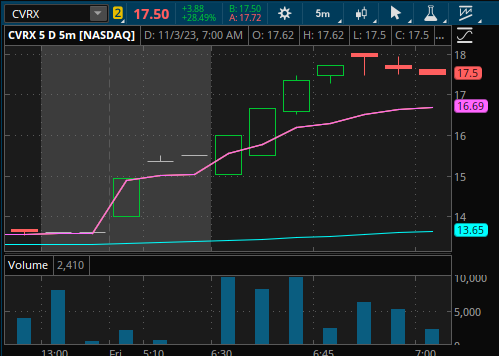 CVRX 2 17.50 +3.88 +28.49% B: 17.50 A: 17.72 5m
CVRX 5 D 5m [NASDAQ] D: 11/3/23, 7:00 AM O: 17.62 H: 17.62 L: 17.5 C: 17.5 ...
18
17.5
17
16.69
16
15
14
13.65
Volume 2,410
10,000
5,000
0
13:00 Fri 5:10 6:30 6:45 7:00